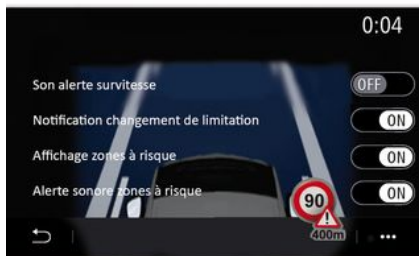 0:04
Son alerte survitesse OFF
Notification changement de limitation ON
Affichage zones à risque ON
Alerte sonore zones à risque ON
90
!
400m